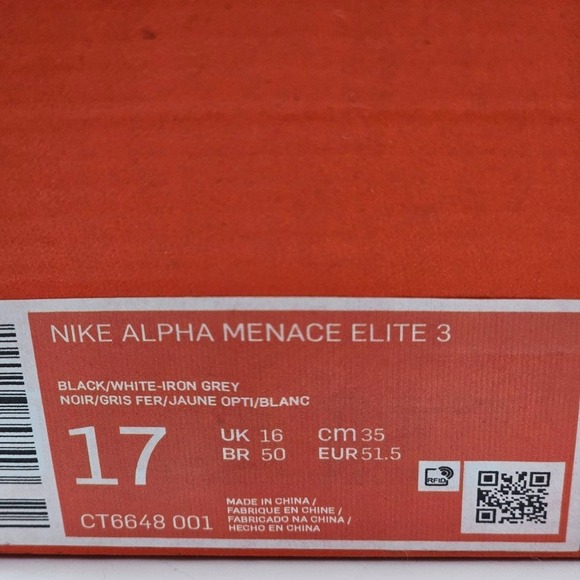 NIKE ALPHA MENACE ELITE 3
BLACK/WHITE-IRON GREY
NOIR/GRIS FER/JAUNE OPTI/BLANC
17
UK 16 cm 35
BR 50 EUR 51.5
RFID
CT6648 001
MADE IN CHINA /
FABRIQUE EN CHINE /
FABRICADO NA CHINA /
HECHO EN CHINA